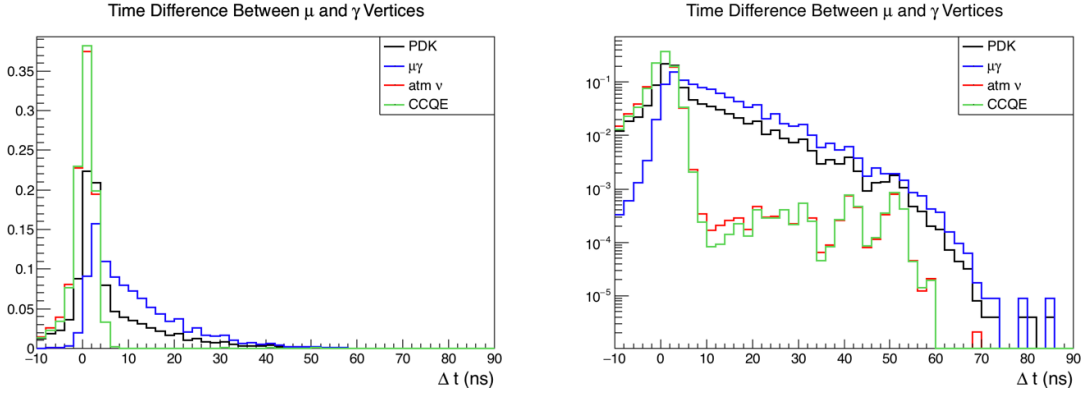 Time Difference Between μ and γ Vertices
PDK
μγ
atm ν
CCQE
0.35
0.3
0.25
0.2
0.15
0.1
0.05
0
−10 0 10 20 30 40 50 60 70 80 90
Δ t (ns)
Time Difference Between μ and γ Vertices
PDK
μγ
atm ν
CCQE
10−1
10−2
10−3
10−4
10−5
−10 0 10 20 30 40 50 60 70 80 90
Δ t (ns)